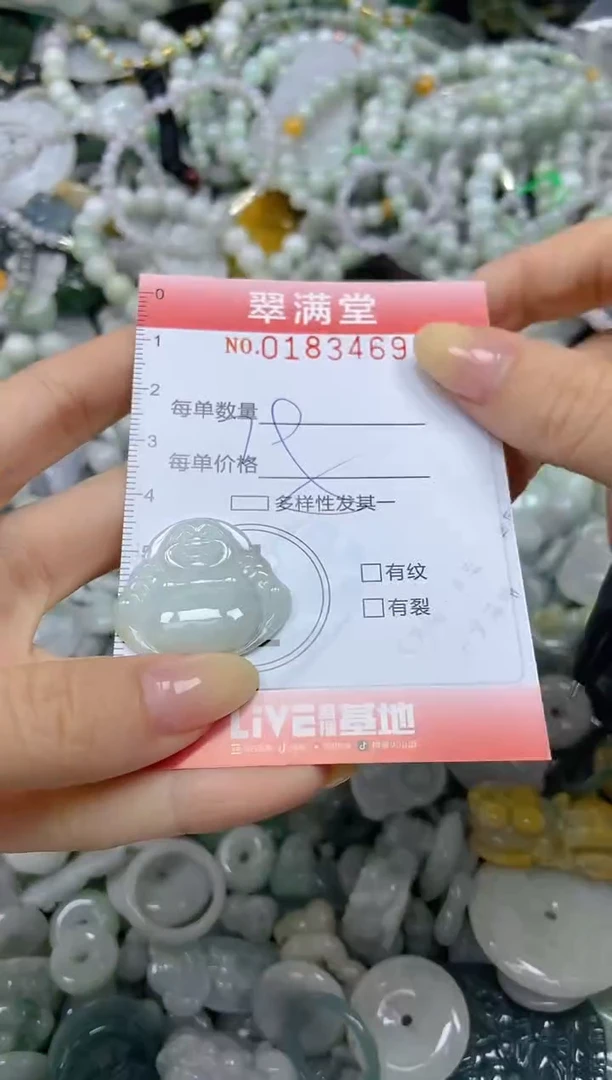 0
翠满堂
1
NO.0183469
2
每单数量
3
每单价格
4
多样性发其一
有纹
有裂
LiVE 基地